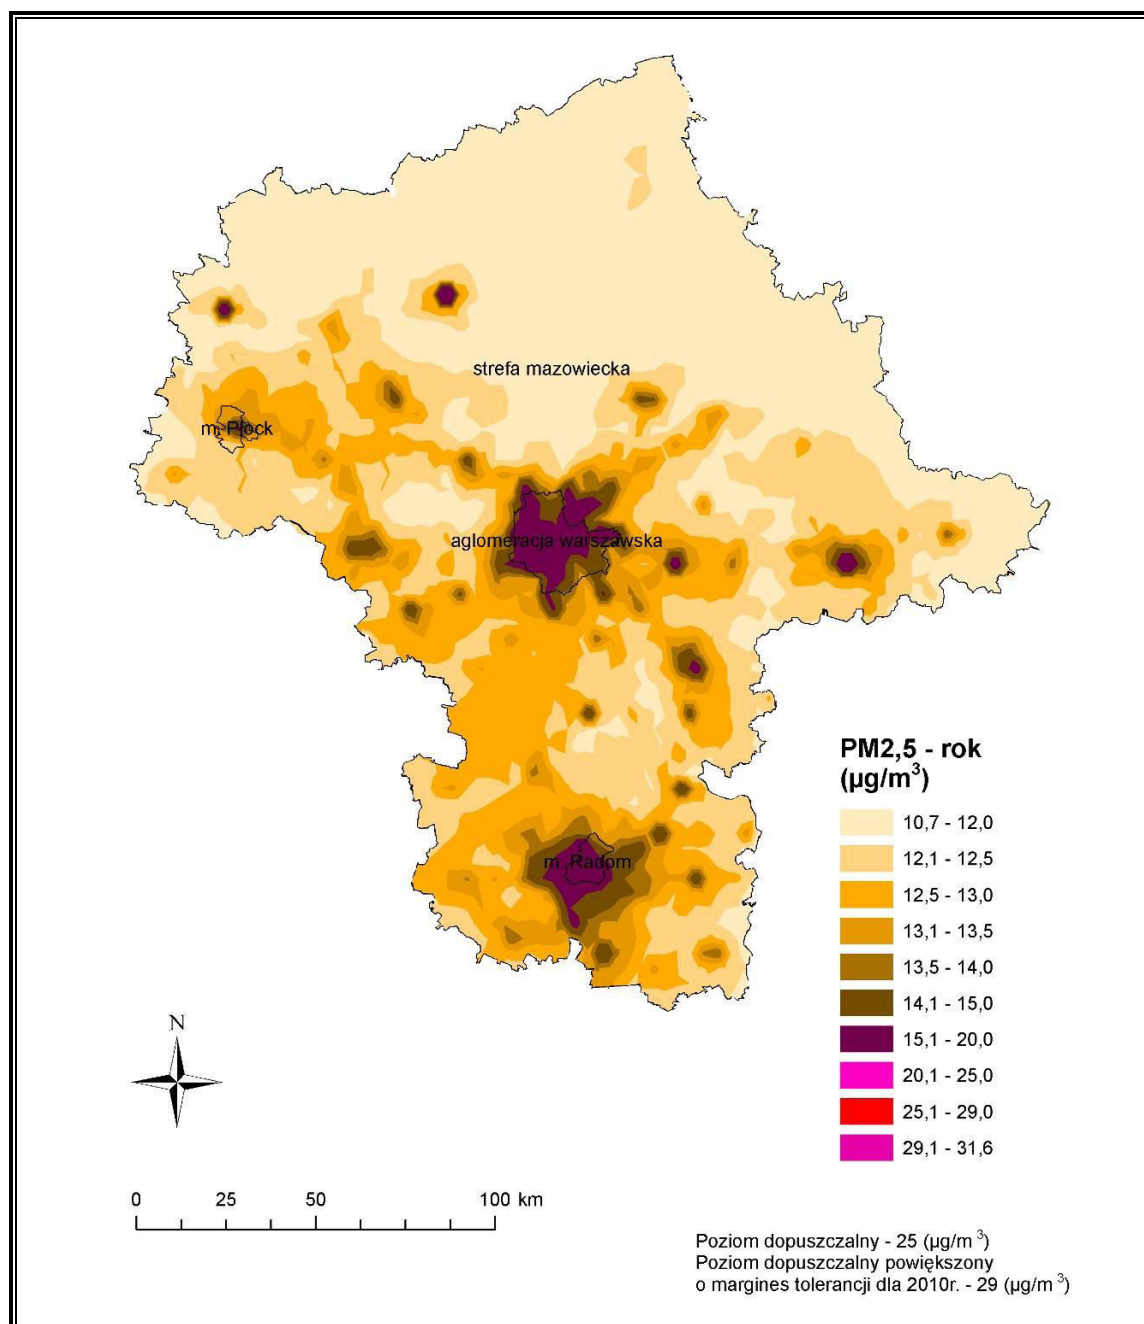 strefa mazowiecka
m. Płock
aglomeracja warszawska
m. Radom
PM2,5 - rok
(µg/m³)
10,7 - 12,0
12,1 - 12,5
12,5 - 13,0
13,1 - 13,5
13,5 - 14,0
14,1 - 15,0
15,1 - 20,0
20,1 - 25,0
25,1 - 29,0
29,1 - 31,6
N
0 25 50 100 km
Poziom dopuszczalny - 25 (µg/m ³)
Poziom dopuszczalny powiększony
o margines tolerancji dla 2010r. - 29 (µg/m ³)